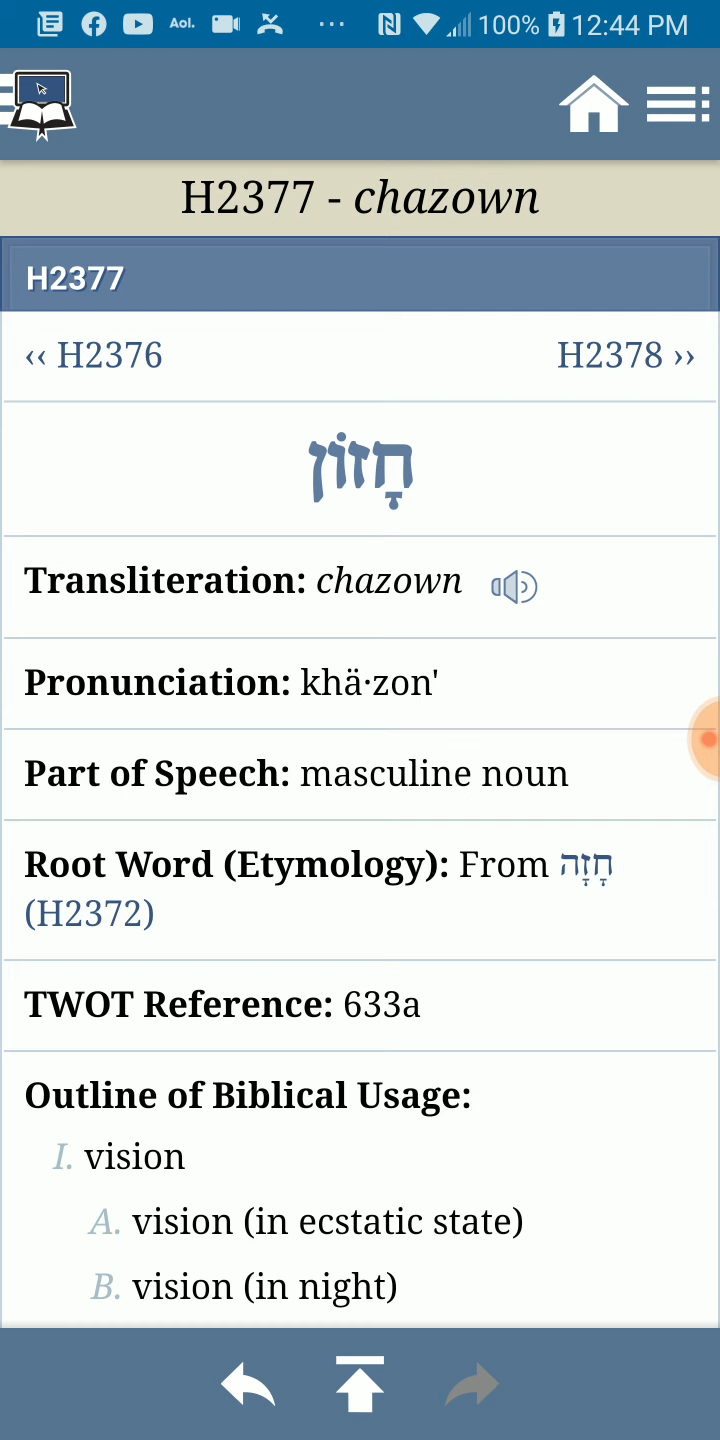 Aol. ... 100% 12:44 PM
H2377 - chazown
H2377
‹‹ H2376 H2378 ››
חָזוֹן
Transliteration: chazown
Pronunciation: khä·zon'
Part of Speech: masculine noun
Root Word (Etymology): From חָזָה
(H2372)
TWOT Reference: 633a
Outline of Biblical Usage:
I. vision
A. vision (in ecstatic state)
B. vision (in night)